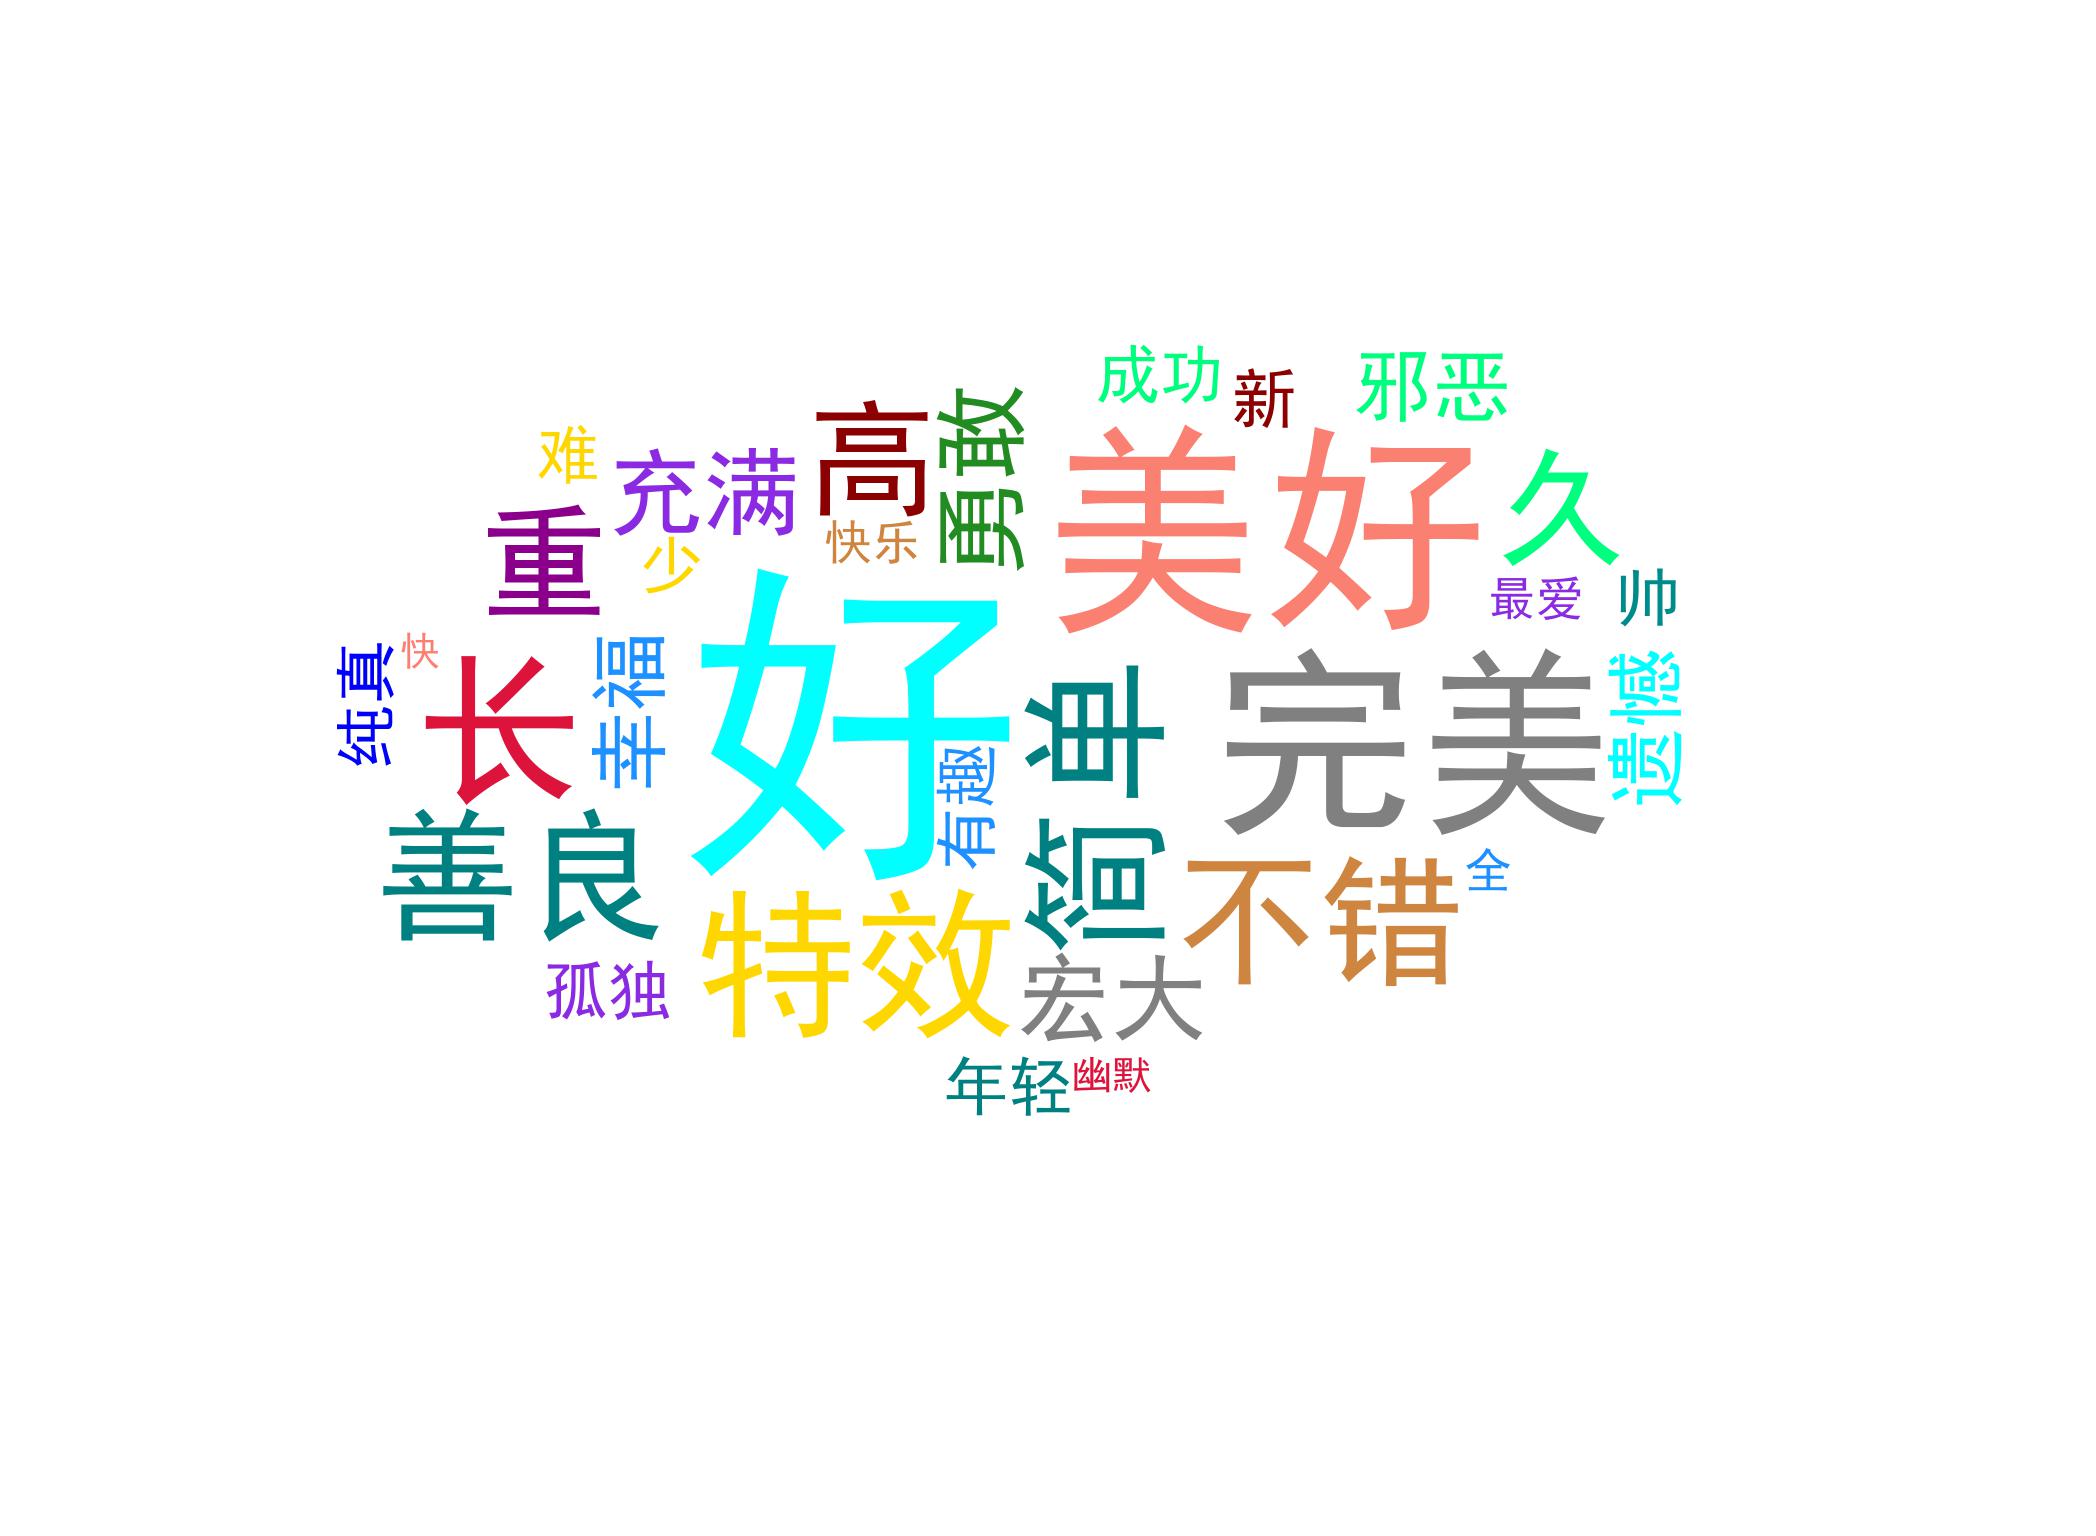 成功
新
邪恶
高
勇敢
难
充满
美好
久
重
少
快乐
最爱
帅
快
纯真
长
幸福
好
有趣
简单
完美
遗憾
善良
特效
不错
全
孤独
宏大
年轻
幽默